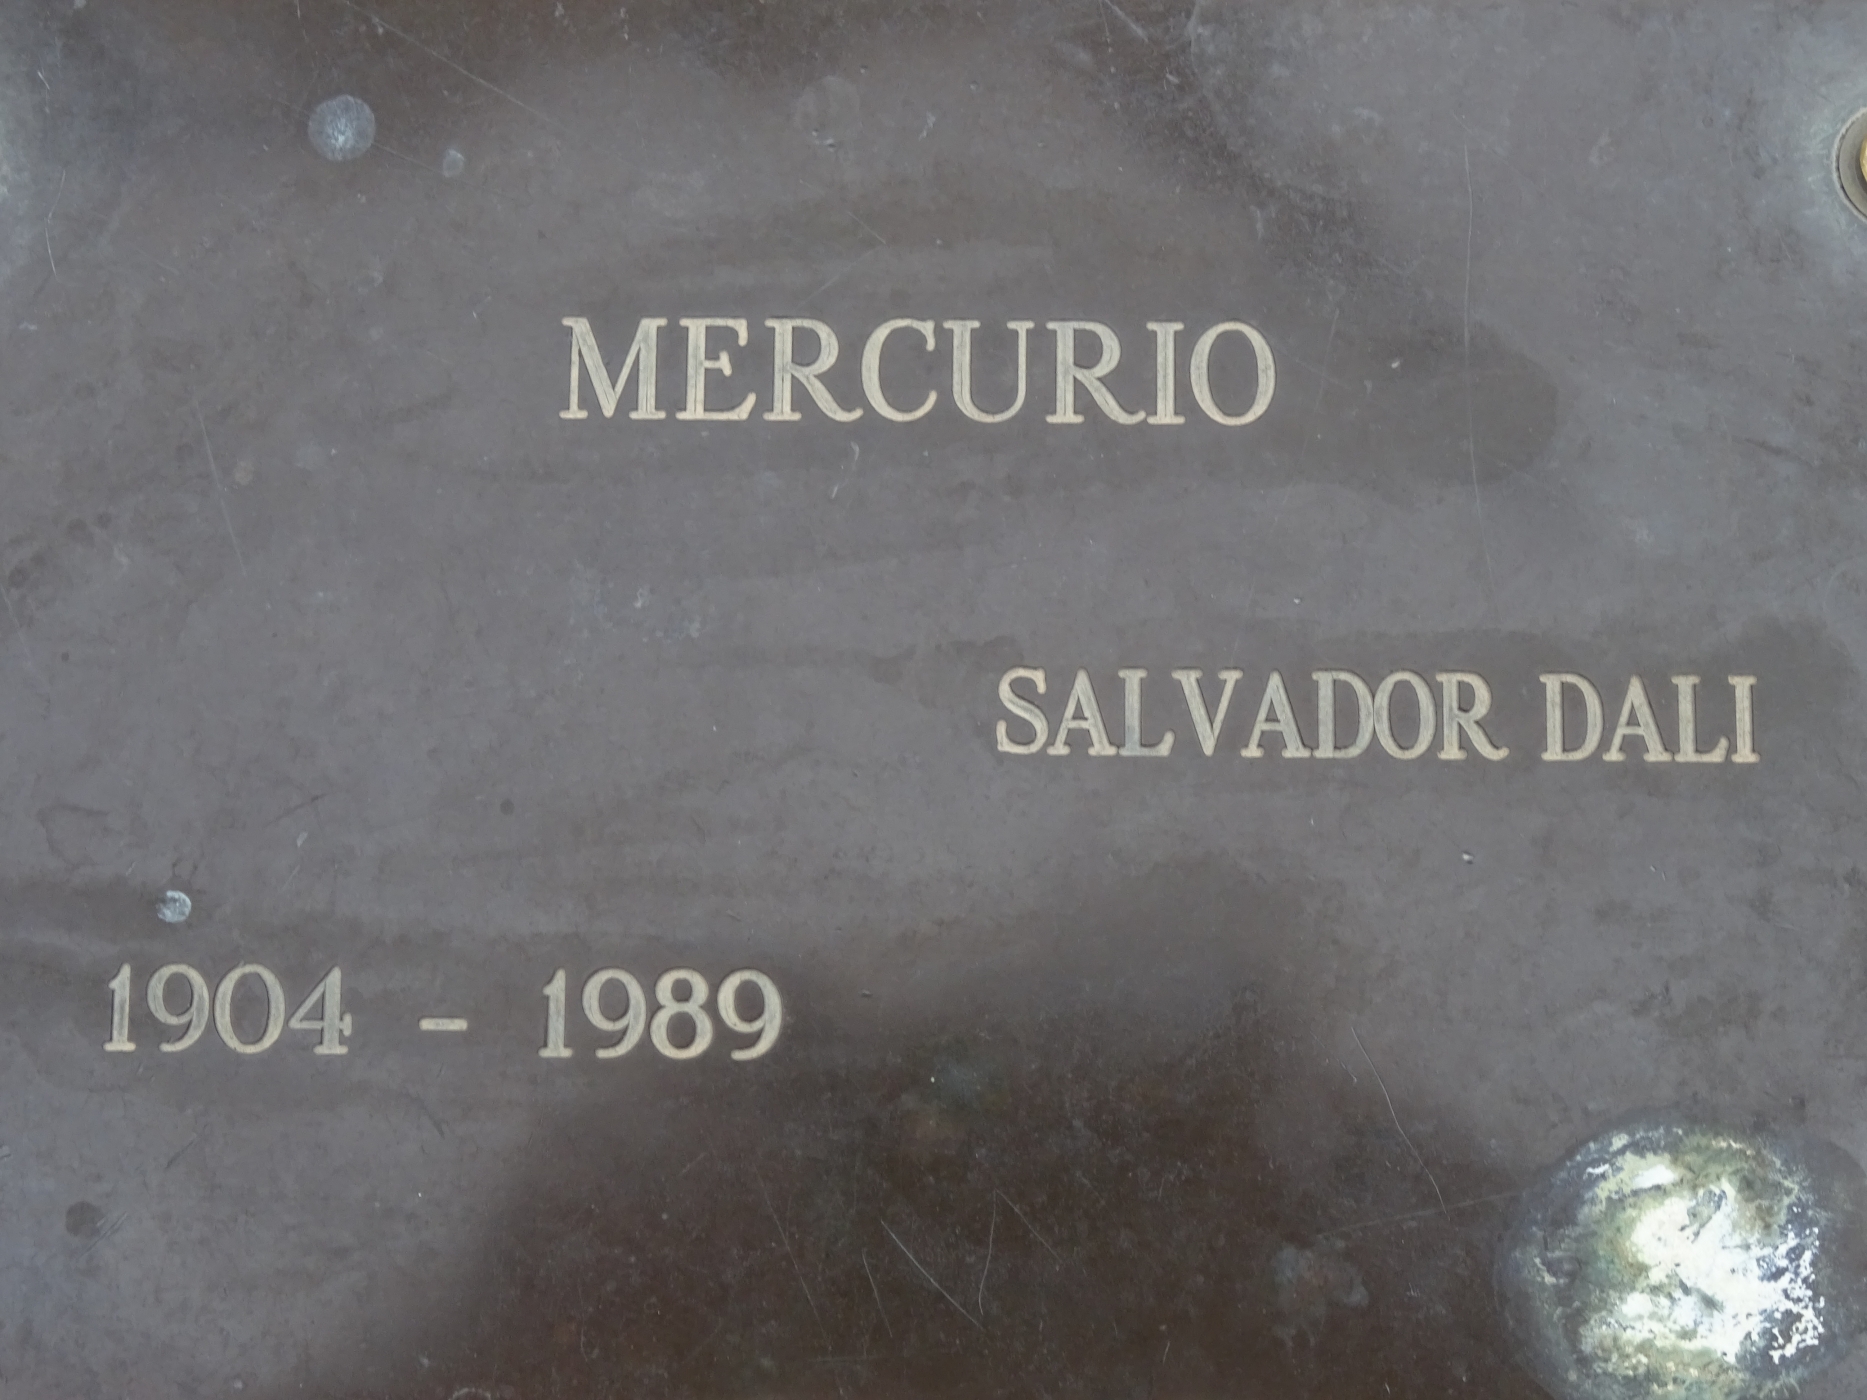 MERCURIO
SALVADOR DALI
1904 - 1989